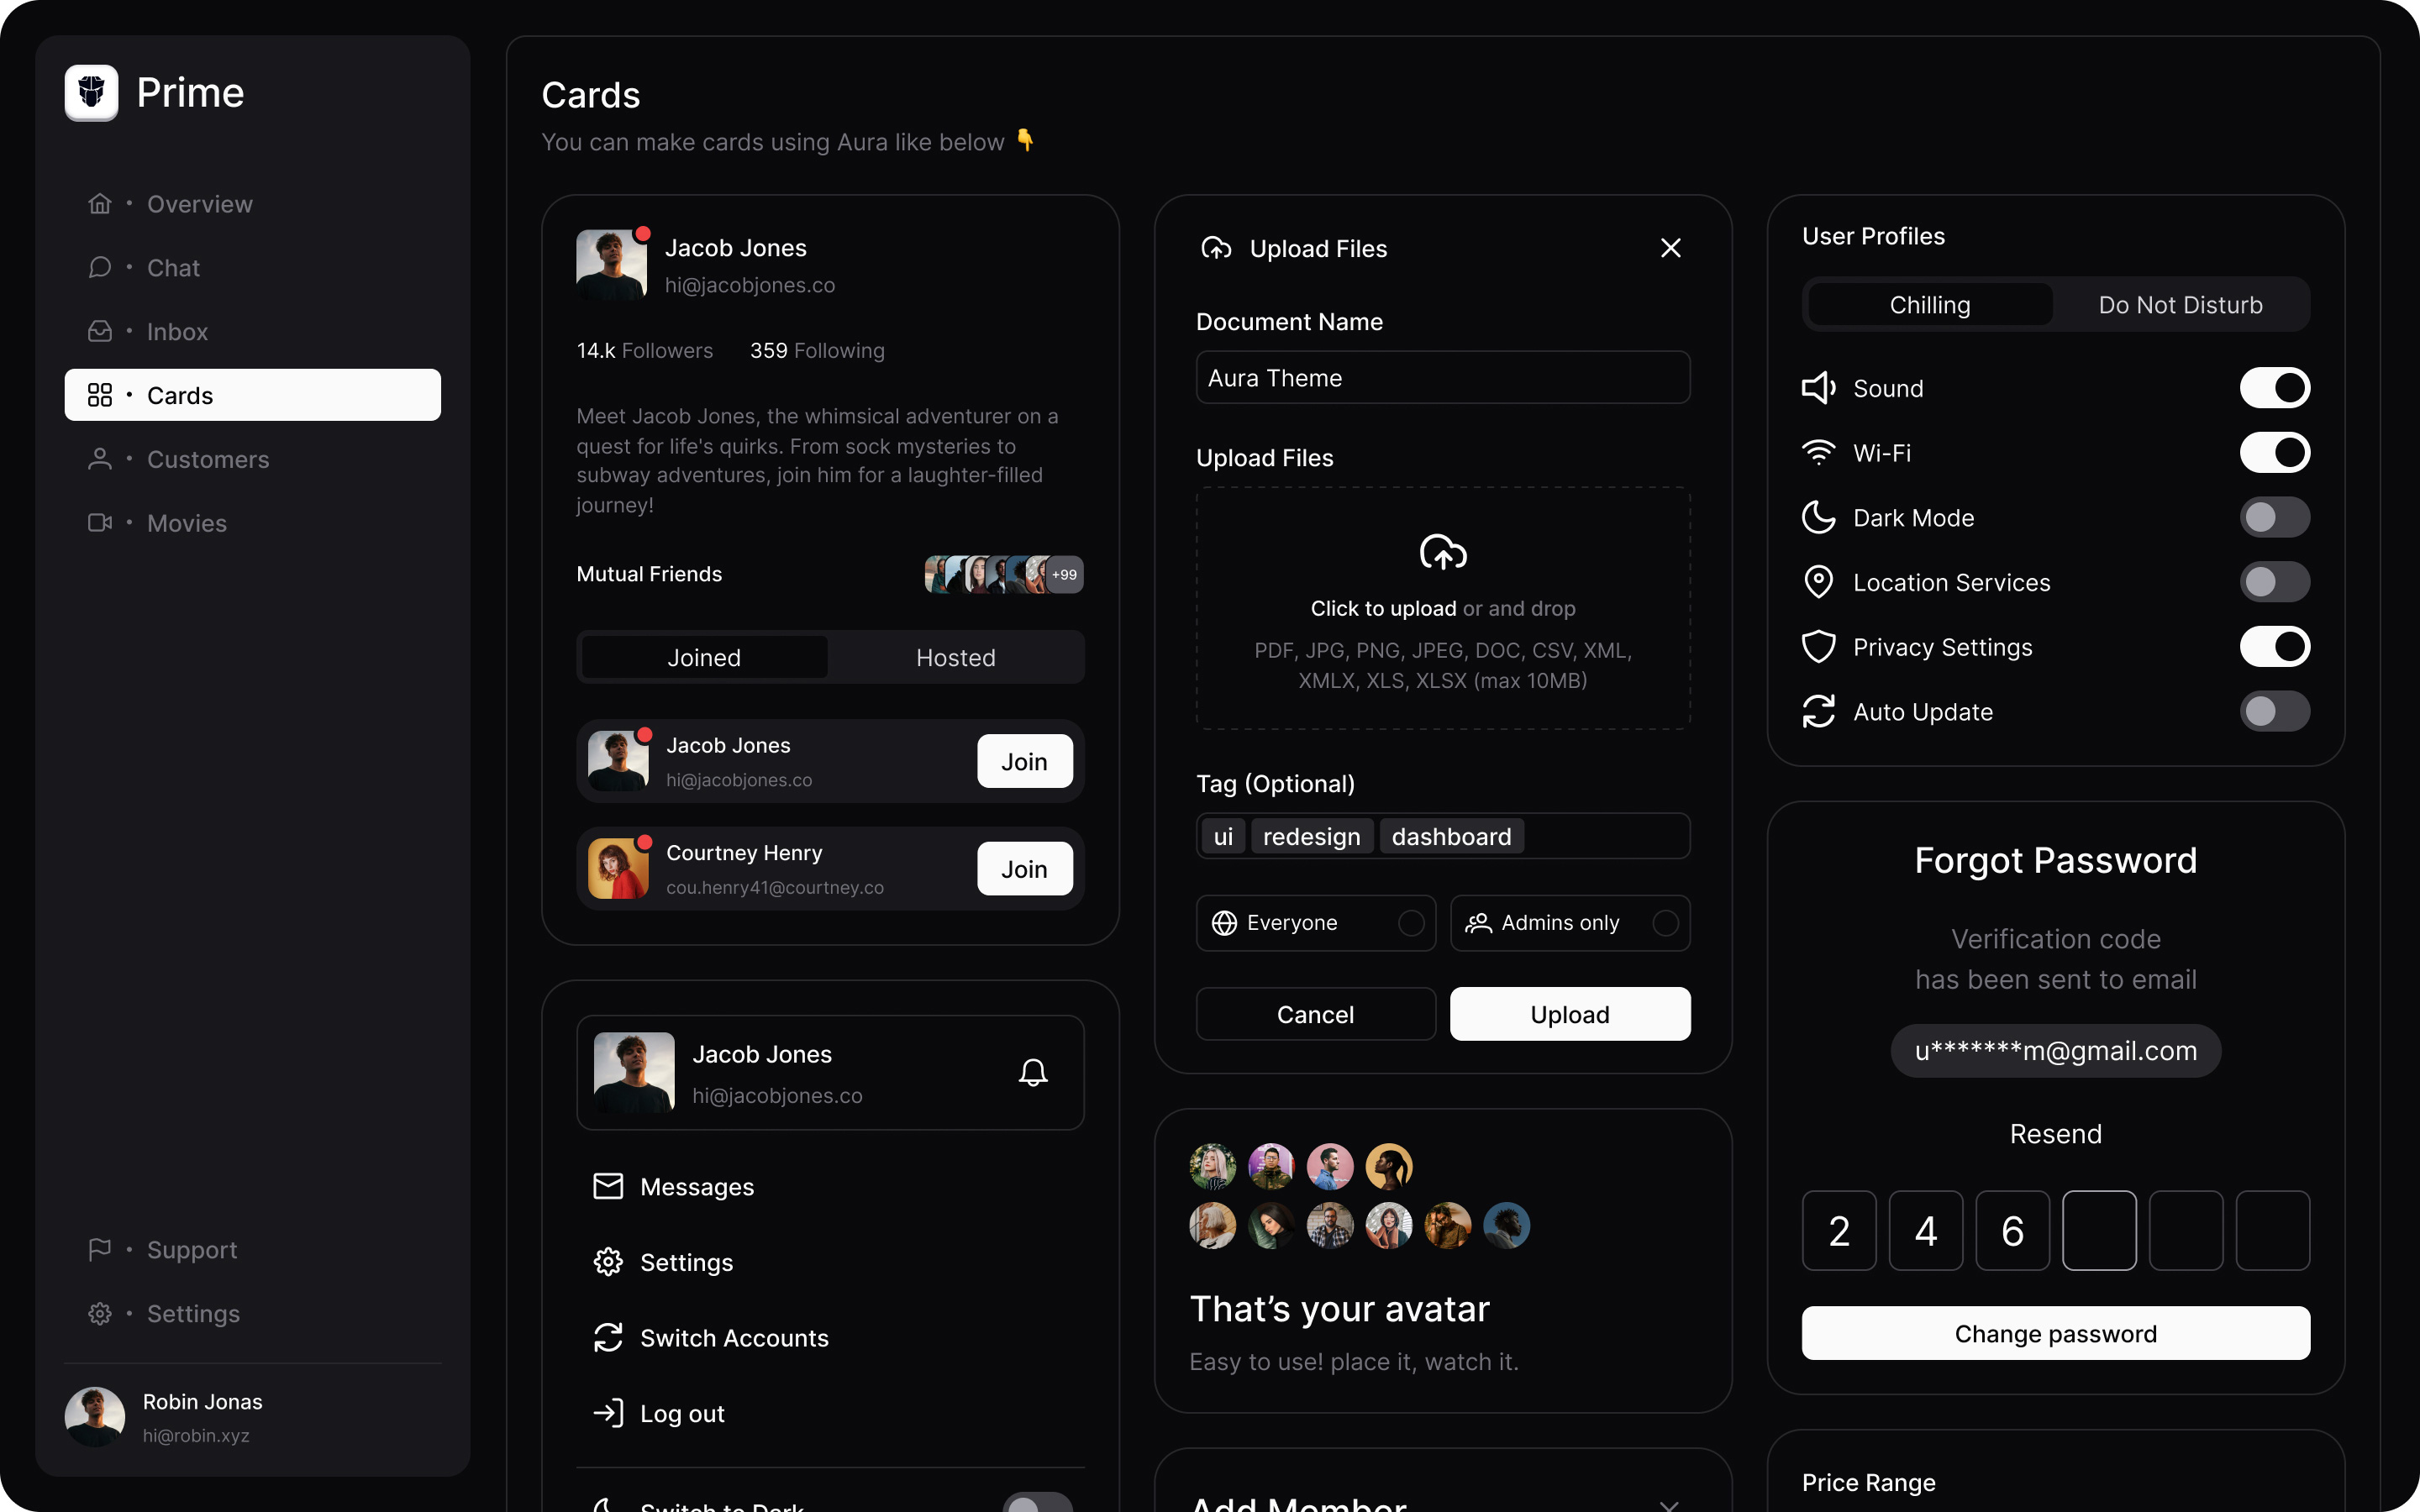 Prime
Overview
Chat
Inbox
Cards
Customers
Movies
Support
Settings
Robin Jonas
hi@robin.xyz
Cards
You can make cards using Aura like below 👇
Jacob Jones
hi@jacobjones.co
14.k Followers 359 Following
Meet Jacob Jones, the whimsical adventurer on a
quest for life's quirks. From sock mysteries to
subway adventures, join him for a laughter-filled
journey!
Mutual Friends +99
Joined Hosted
Jacob Jones
hi@jacobjones.co
Join
Courtney Henry
cou.henry41@courtney.co
Join
Jacob Jones
hi@jacobjones.co
Messages
Settings
Switch Accounts
Log out
Switch to Dark
Upload Files
Document Name
Aura Theme
Upload Files
Click to upload or and drop
PDF, JPG, PNG, JPEG, DOC, CSV, XML,
XMLX, XLS, XLSX (max 10MB)
Tag (Optional)
ui redesign dashboard
Everyone Admins only
Cancel Upload
That’s your avatar
Easy to use! place it, watch it.
Add Member
User Profiles
Chilling Do Not Disturb
Sound
Wi-Fi
Dark Mode
Location Services
Privacy Settings
Auto Update
Forgot Password
Verification code
has been sent to email
u*******m@gmail.com
Resend
2 4 6
Change password
Price Range